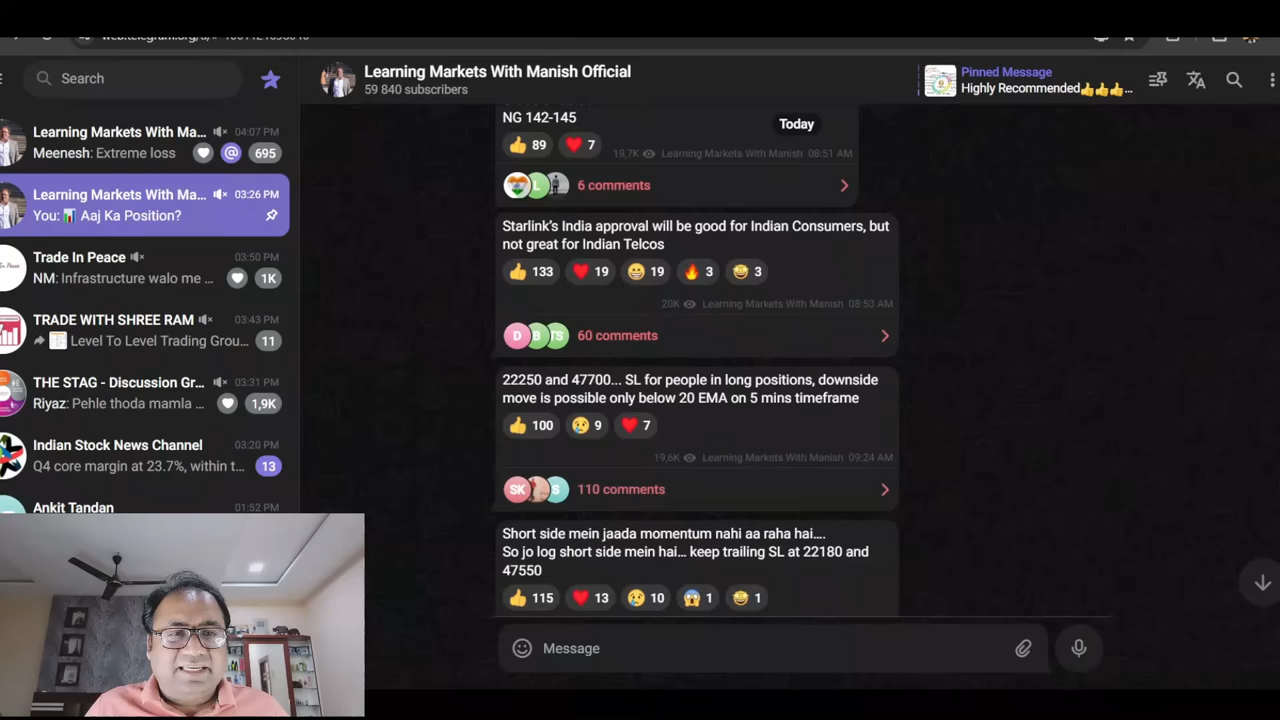 Search
Learning Markets With Ma... 04:07 PM
Meenesh: Extreme loss @ 695
Learning Markets With Ma... 03:26 PM
You: 📊 Aaj Ka Position?
Trade In Peace 03:50 PM
NM: Infrastructure walo me ... 1K
TRADE WITH SHREE RAM 03:43 PM
Level To Level Trading Grou... 11
THE STAG - Discussion Gr... 03:31 PM
Riyaz: Pehle thoda mamla ... 1,9K
Indian Stock News Channel 03:20 PM
Q4 core margin at 23.7%, within t... 13
Ankit Tandan 01:52 PM
Learning Markets With Manish Official
59 840 subscribers
Pinned Message
Highly Recommended👍👍👍...
NG 142-145
Today
👍 89 ❤️ 7
19,7K Learning Markets With Manish 08:51 AM
L 6 comments
Starlink's India approval will be good for Indian Consumers, but
not great for Indian Telcos
👍 133 ❤️ 19 😁 19 🔥 3 🤩 3
20K Learning Markets With Manish 08:53 AM
D B TS 60 comments
22250 and 47700... SL for people in long positions, downside
move is possible only below 20 EMA on 5 mins timeframe
👍 100 😢 9 ❤️ 7
19,6K Learning Markets With Manish 09:24 AM
SK S 110 comments
Short side mein jaada momentum nahi aa raha hai....
So jo log short side mein hai... keep trailing SL at 22180 and
47550
👍 115 ❤️ 13 😢 10 😱 1 🤩 1
Message